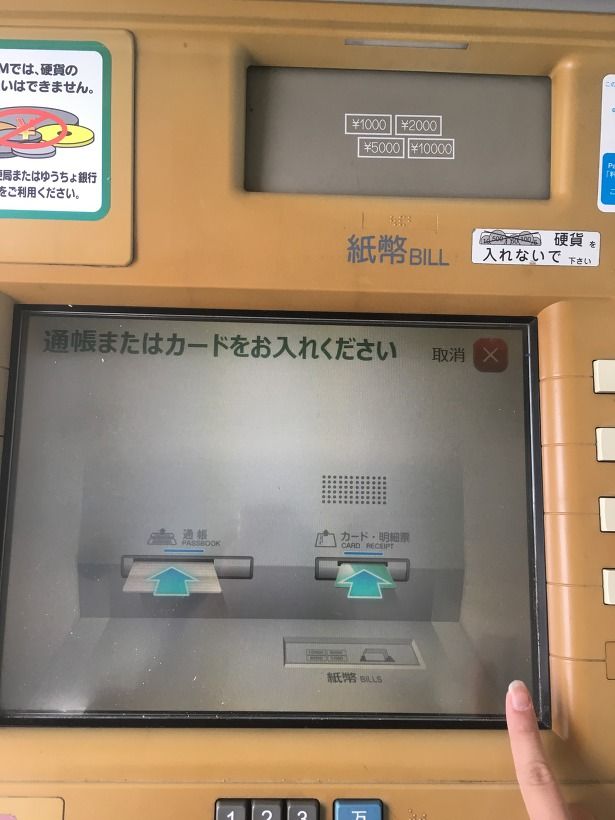 Mでは、硬貨の
いはできません。
局またはゆうちょ銀行
をご利用ください。
¥1000 ¥2000
¥5000 ¥10000
紙幣 BILL
500 100 硬貨 を
入れないで 下さい
通帳またはカードをお入れください
取消
通帳
PASSBOOK
カード・明細票
CARD RECEIPT
紙幣 BILLS
1 2 3 万